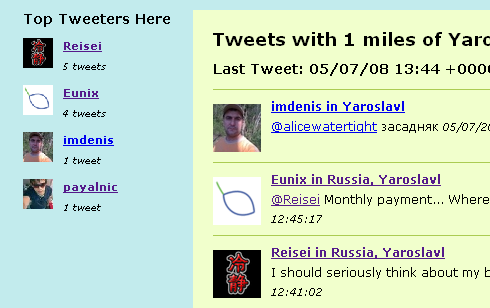 Top Tweeters Here
Reisei
5 tweets
Eunix
4 tweets
imdenis
1 tweet
payalnic
1 tweet
Tweets with 1 miles of Yaro
Last Tweet: 05/07/08 13:44 +000
imdenis in Yaroslavl
@alicewatertight засадняк 05/07/20
Eunix in Russia, Yaroslavl
@Reisei Monthly payment... Where
12:45:17
冷静
Reisei in Russia, Yaroslavl
I should seriously think about my b
12:41:02